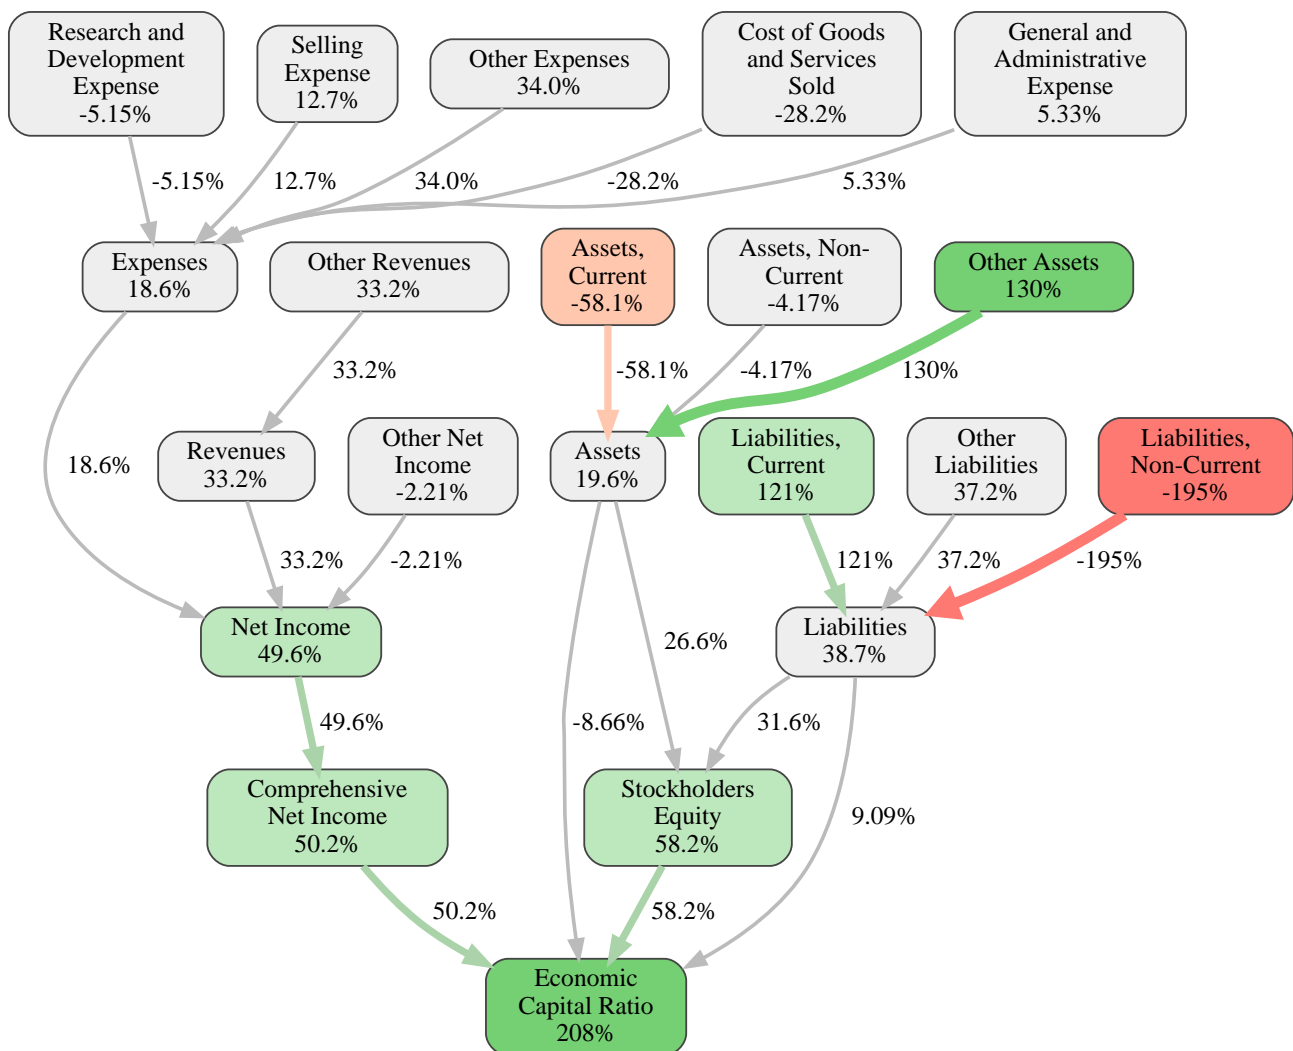 Research and
Development
Expense
-5.15%
Selling
Expense
12.7%
Other Expenses
34.0%
Cost of Goods
and Services
Sold
-28.2%
General and
Administrative
Expense
5.33%
-5.15%
12.7%
34.0%
-28.2%
5.33%
Expenses
18.6%
Other Revenues
33.2%
Assets,
Current
-58.1%
Assets, Non-
Current
-4.17%
Other Assets
130%
33.2%
-58.1%
-4.17%
130%
18.6%
Revenues
33.2%
Other Net
Income
-2.21%
Assets
19.6%
Liabilities,
Current
121%
Other
Liabilities
37.2%
Liabilities,
Non-Current
-195%
33.2%
-2.21%
121%
37.2%
-195%
Net Income
49.6%
26.6%
Liabilities
38.7%
49.6%
-8.66%
31.6%
Comprehensive
Net Income
50.2%
Stockholders
Equity
58.2%
9.09%
50.2%
58.2%
Economic
Capital Ratio
208%